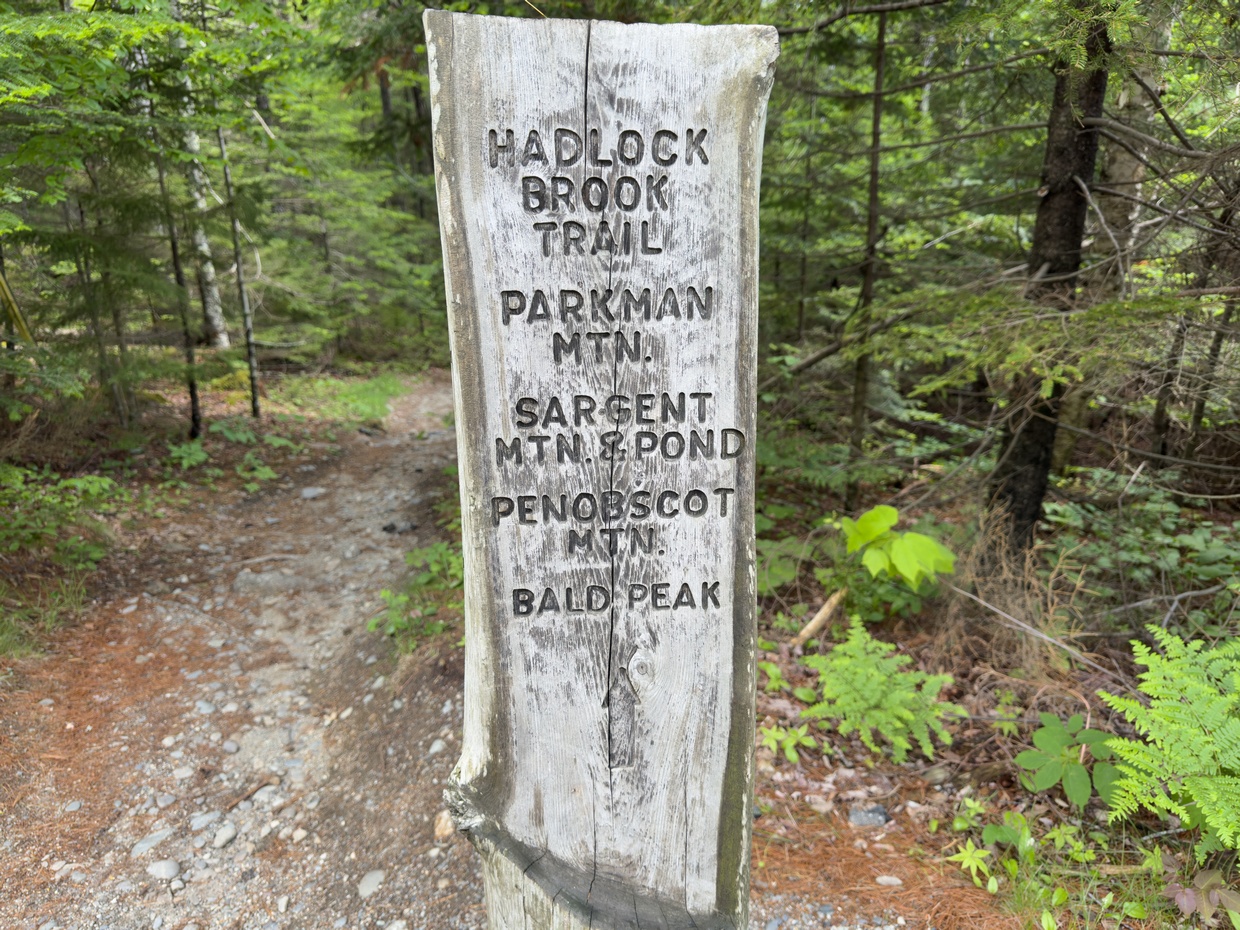 HADLOCK
BROOK
TRAIL
PARKMAN
MTN.
SARGENT
MTN. & POND
PENOBSCOT
MTN.
BALD PEAK